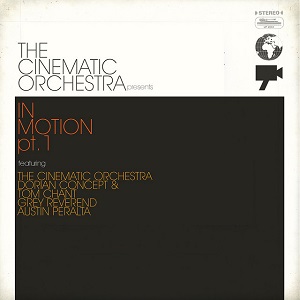 STEREO
THE
CINEMATIC
ORCHESTRA presents
IN
MOTION
pt.1
featuring
THE CINEMATIC ORCHESTRA
DORIAN CONCEPT &
TOM CHANT
GREY REVEREND
AUSTIN PERALTA